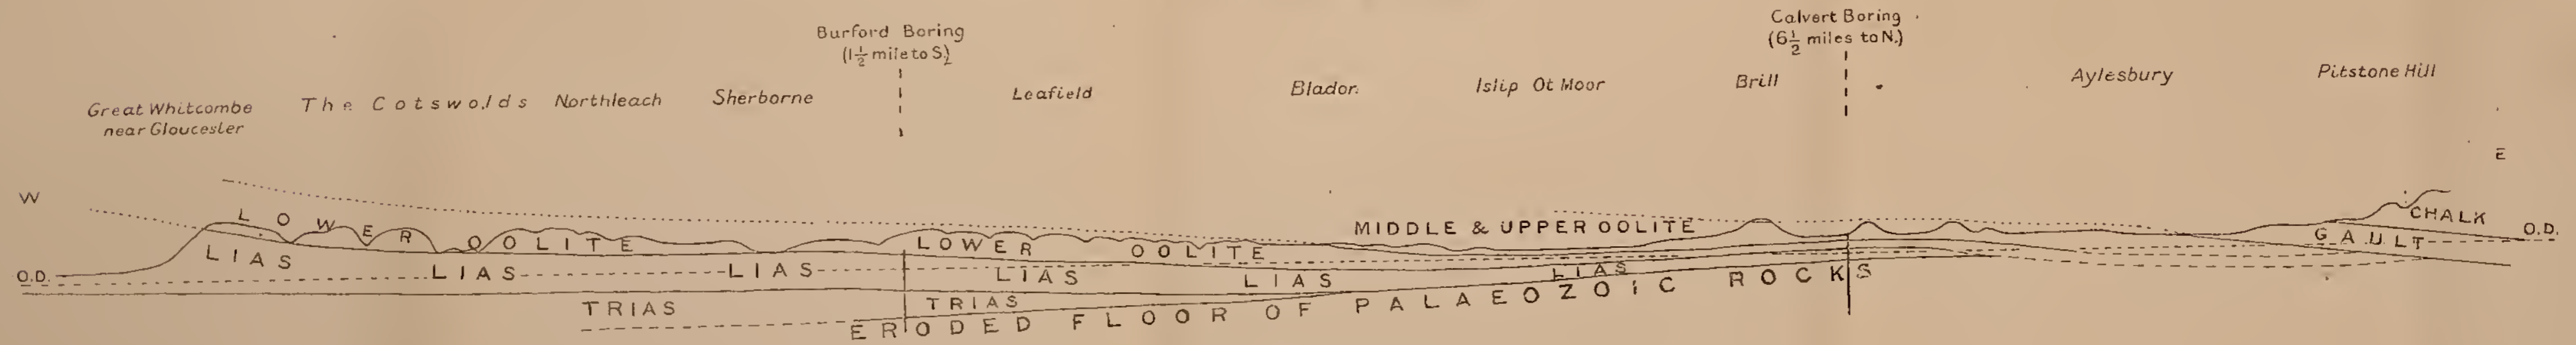 Burford Boring
(1½ mile to S.)
Calvert Boring
(6½ miles to N.)
Great Whitcombe
near Gloucester
The Cotswolds
Northleach
Sherborne
Leafield
Bladon
Islip
Ot Moor
Brill
Aylesbury
Pitstone Hill
W
E
LOWER OOLITE
LOWER OOLITE
MIDDLE & UPPER OOLITE
CHALK
GAULT
O.D.
O.D.
LIAS
LIAS
LIAS
LIAS
LIAS
LIAS
TRIAS
TRIAS
ERODED FLOOR OF PALAEOZOIC ROCKS